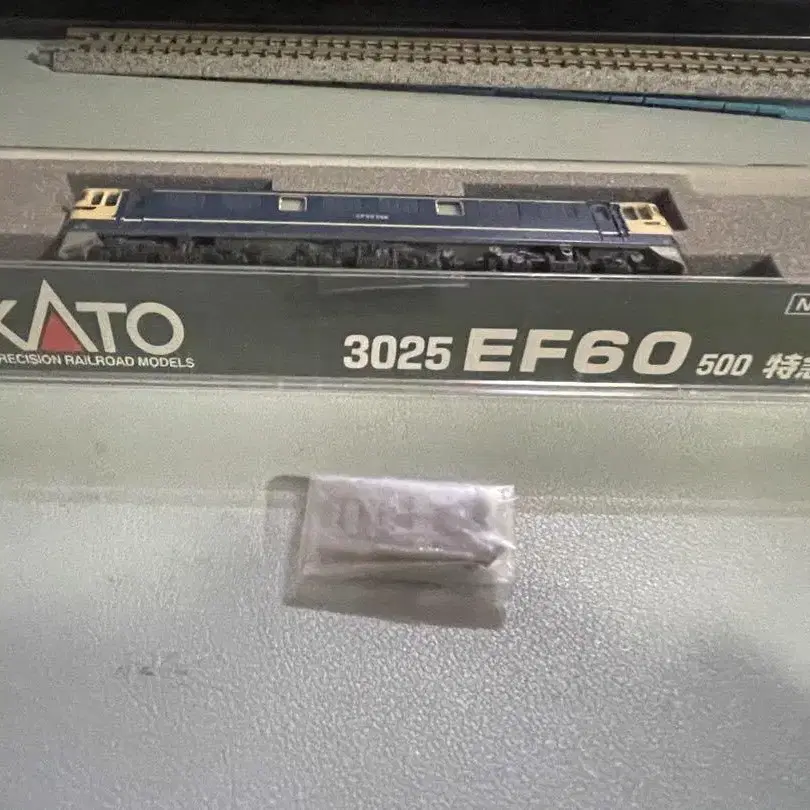 KATO
PRECISION RAILROAD MODELS
3025 EF60 500 特急
N